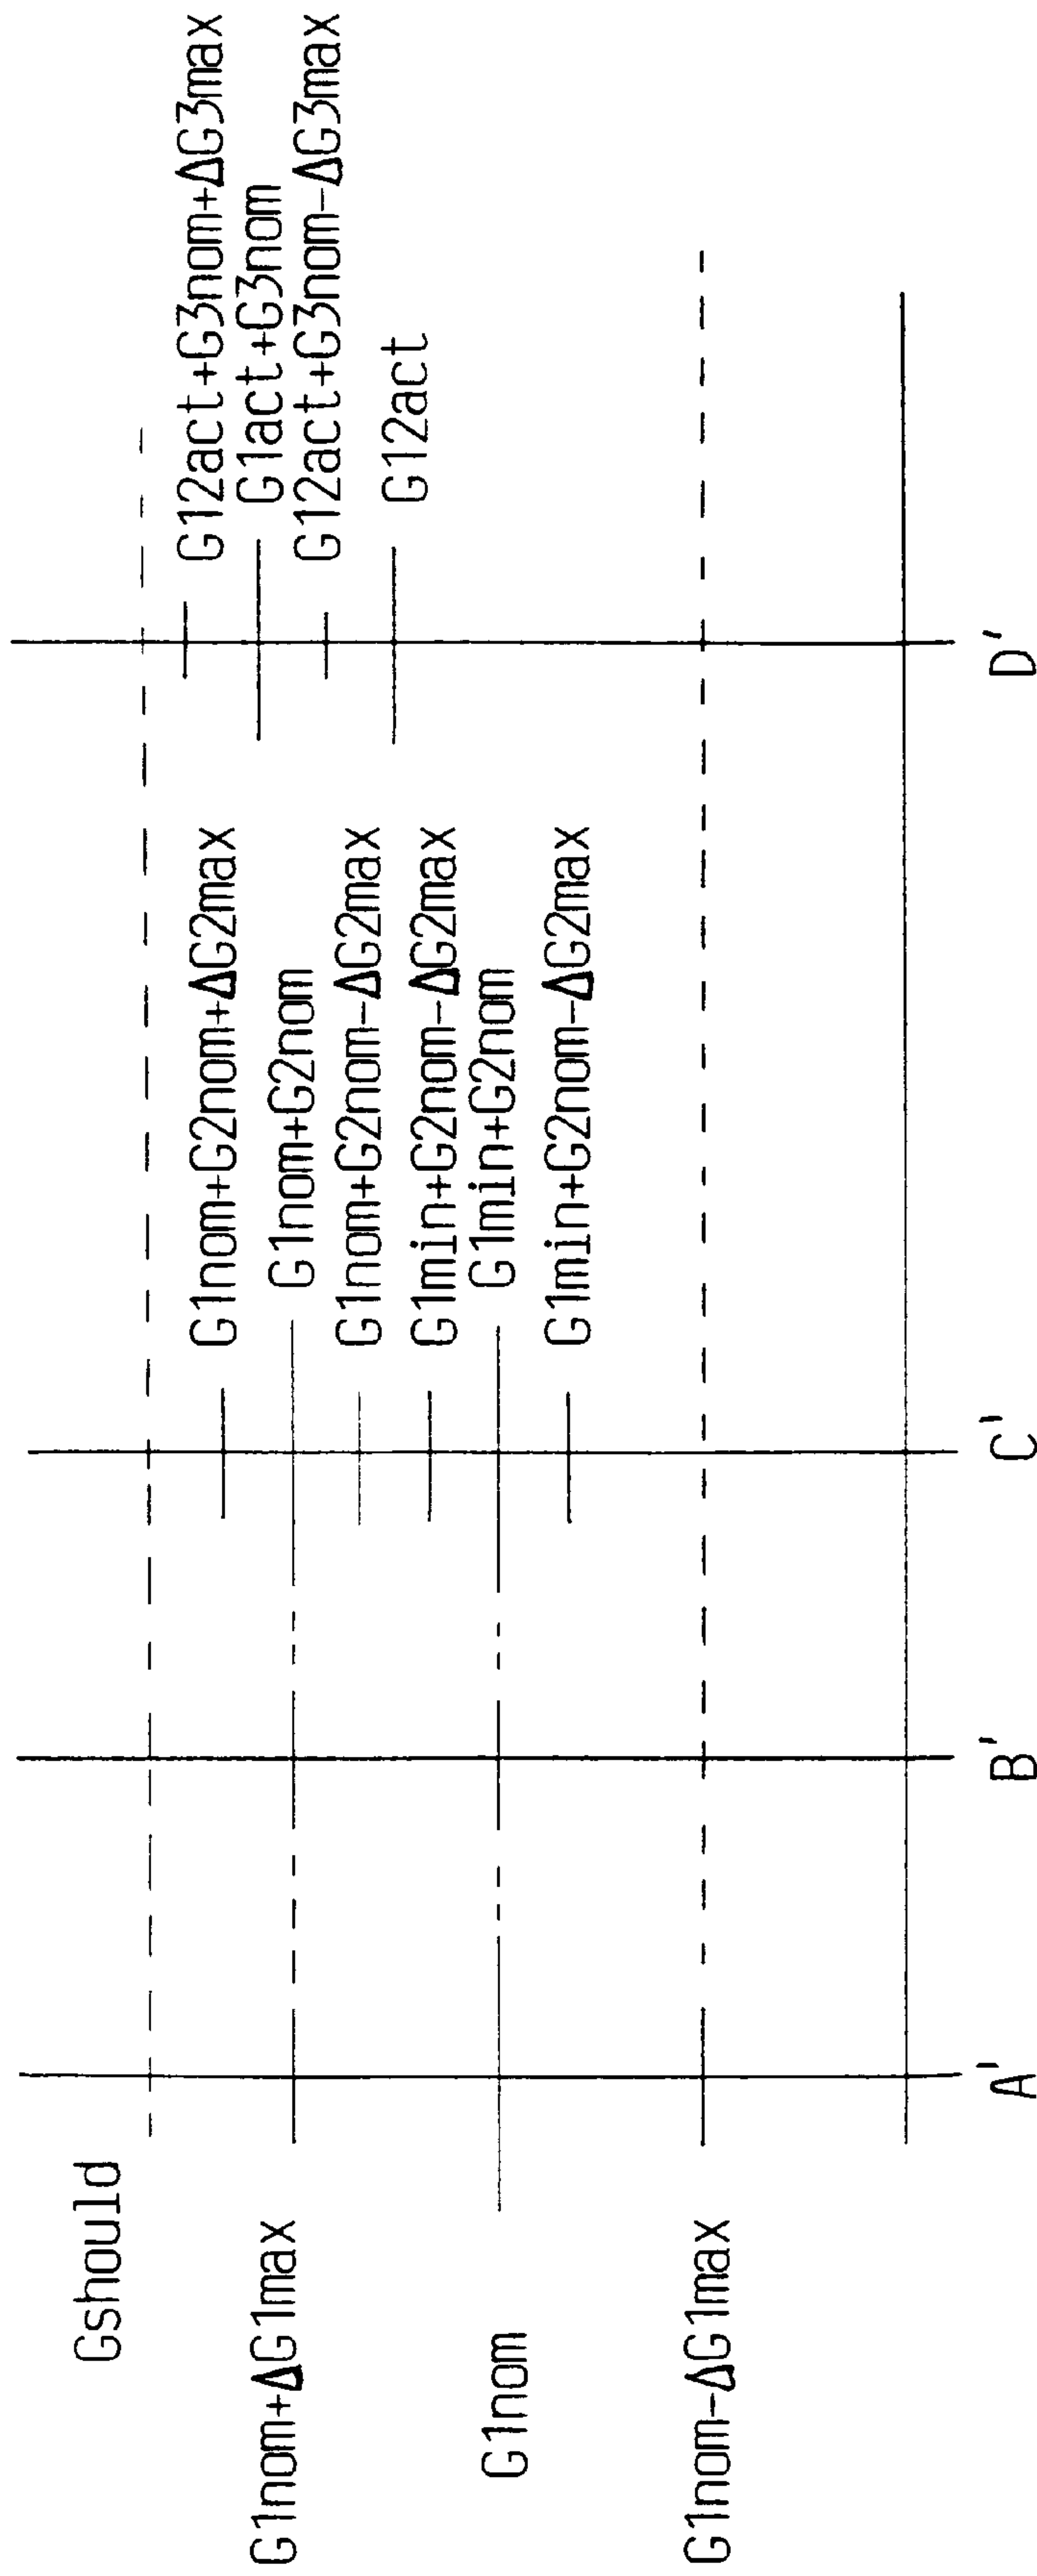 Gshould
G1nom+ΔG1max
G1nom
G1nom-ΔG1max
G1nom+G2nom+ΔG2max
G1nom+G2nom
G1nom+G2nom-ΔG2max
G1min+G2nom-ΔG2max
G1min+G2nom
G1min+G2nom-ΔG2max
G12act+G3nom+ΔG3max
G1act+G3nom
G12act+G3nom-ΔG3max
G12act
A' B' C' D'